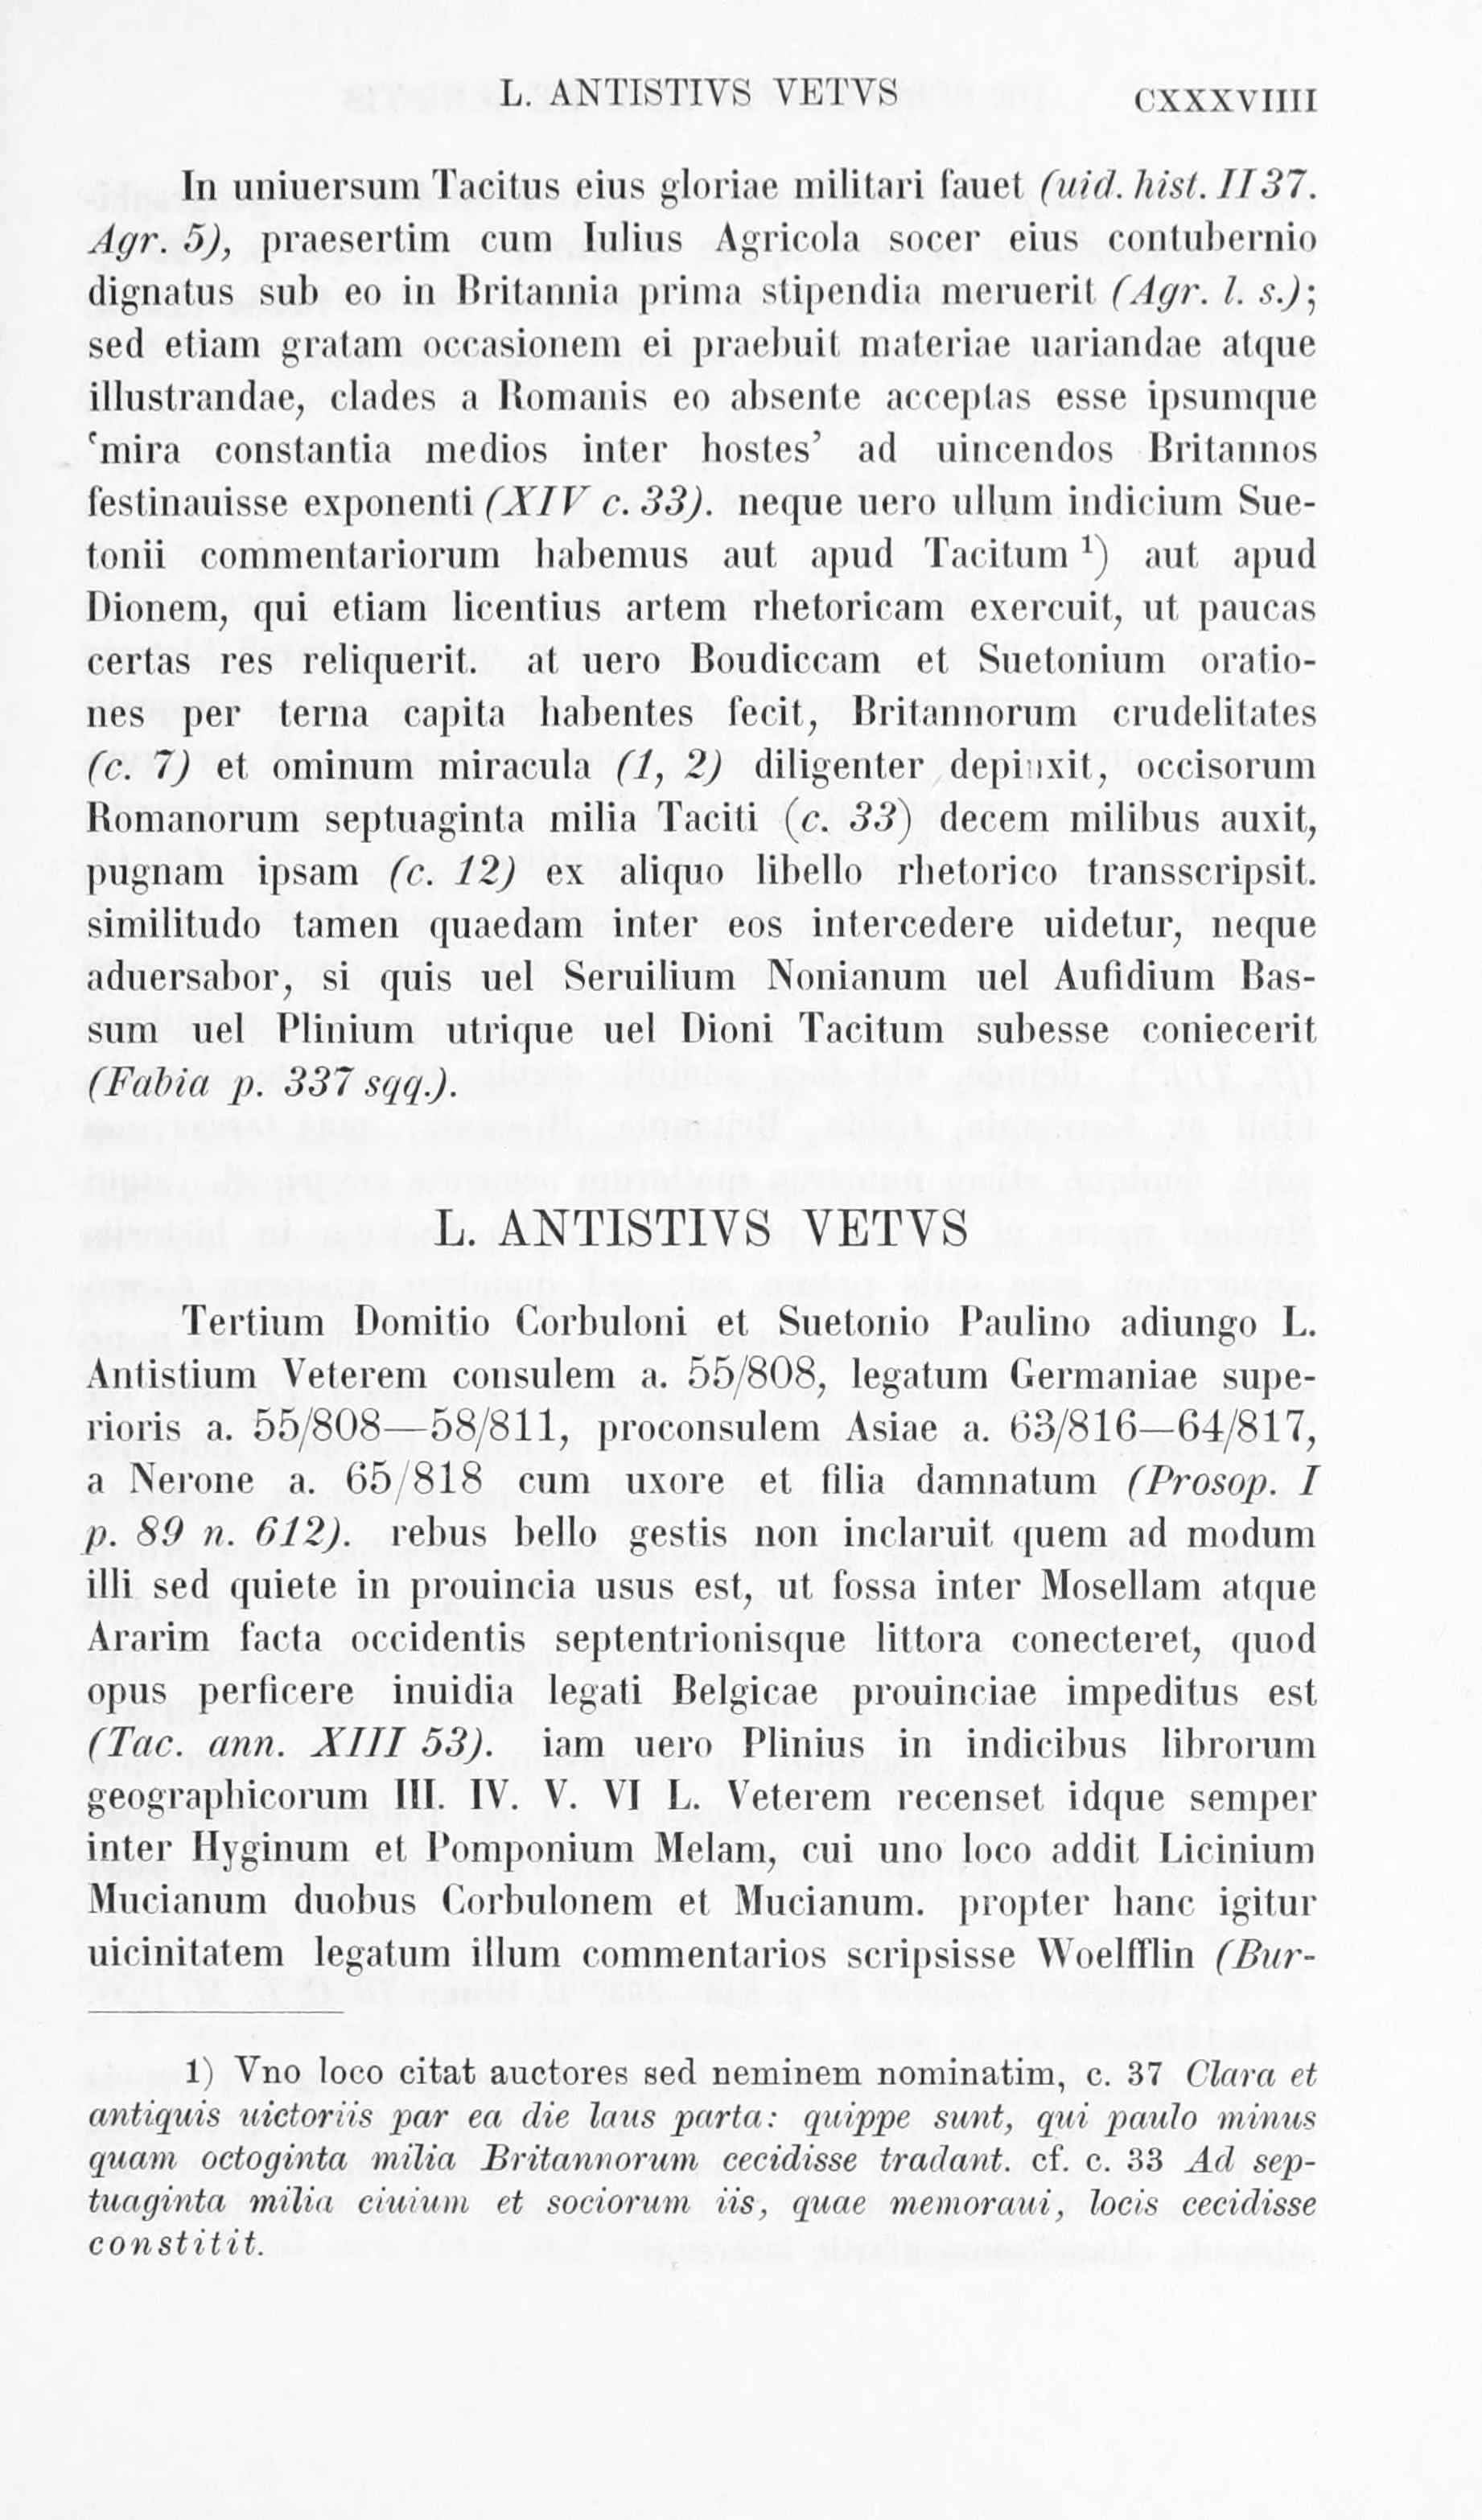 L. ANTISTIVS VETVS CXXXVIIII
In uniuersum Tacitus eius gloriae militari fauet (uid. hist. II 37.
Agr. 5), praesertim cum Iulius Agricola socer eius contubernio
dignatus sub eo in Britannia prima stipendia meruerit (Agr. l. s.);
sed etiam gratam occasionem ei praebuit materiae uariandae atque
illustrandae, clades a Romanis eo absente acceptas esse ipsumque
‘mira constantia medios inter hostes’ ad uincendos Britannos
festinauisse exponenti (XIV c. 33). neque uero ullum indicium Sue-
tonii commentariorum habemus aut apud Tacitum ¹) aut apud
Dionem, qui etiam licentius artem rhetoricam exercuit, ut paucas
certas res reliquerit. at uero Boudiccam et Suetonium oratio-
nes per terna capita habentes fecit, Britannorum crudelitates
(c. 7) et ominum miracula (1, 2) diligenter depinxit, occisorum
Romanorum septuaginta milia Taciti (c. 33) decem milibus auxit,
pugnam ipsam (c. 12) ex aliquo libello rhetorico transscripsit.
similitudo tamen quaedam inter eos intercedere uidetur, neque
aduersabor, si quis uel Seruilium Nonianum uel Aufidium Bas-
sum uel Plinium utrique uel Dioni Tacitum subesse coniecerit
(Fabia p. 337 sqq.).
L. ANTISTIVS VETVS
Tertium Domitio Corbuloni et Suetonio Paulino adiungo L.
Antistium Veterem consulem a. 55/808, legatum Germaniae supe-
rioris a. 55/808—58/811, proconsulem Asiae a. 63/816—64/817,
a Nerone a. 65/818 cum uxore et filia damnatum (Prosop. I
p. 89 n. 612). rebus bello gestis non inclaruit quem ad modum
illi sed quiete in prouincia usus est, ut fossa inter Mosellam atque
Ararim facta occidentis septentrionisque littora conecteret, quod
opus perficere inuidia legati Belgicae prouinciae impeditus est
(Tac. ann. XIII 53). iam uero Plinius in indicibus librorum
geographicorum III. IV. V. VI L. Veterem recenset idque semper
inter Hyginum et Pomponium Melam, cui uno loco addit Licinium
Mucianum duobus Corbulonem et Mucianum. propter hanc igitur
uicinitatem legatum illum commentarios scripsisse Woelfflin (Bur-
1) Vno loco citat auctores sed neminem nominatim, c. 37 Clara et
antiquis uictoriis par ea die laus parta: quippe sunt, qui paulo minus
quam octoginta milia Britannorum cecidisse tradant. cf. c. 33 Ad sep-
tuaginta milia ciuium et sociorum iis, quae memoraui, locis cecidisse
constitit.